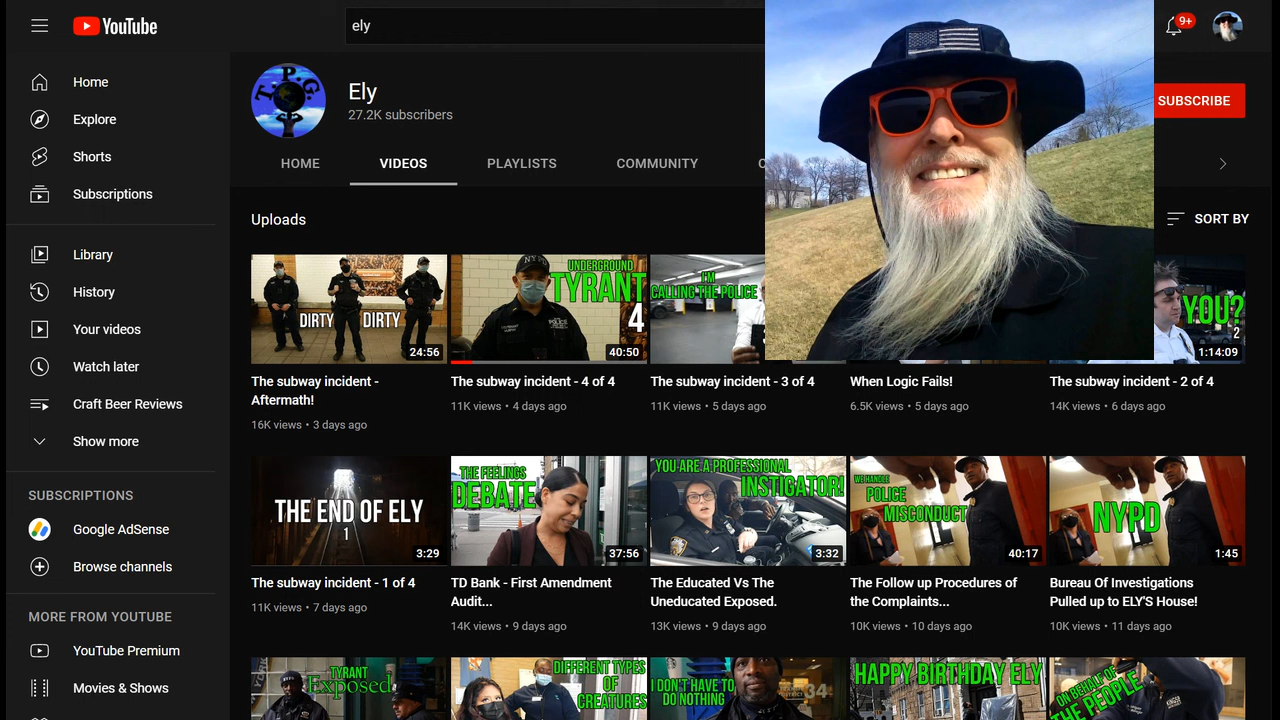 YouTube
ely
9+
Home
Explore
Shorts
Subscriptions
Library
History
Your videos
Watch later
Craft Beer Reviews
Show more
SUBSCRIPTIONS
Google AdSense
Browse channels
MORE FROM YOUTUBE
YouTube Premium
Movies & Shows
T.P.G.
Ely
27.2K subscribers
SUBSCRIBE
HOME
VIDEOS
PLAYLISTS
COMMUNITY
Uploads
SORT BY
DIRTY DIRTY
24:56
UNDERGROUND
TYRANT
4
40:50
I'M
CALLING THE POLICE
YOU?
2
1:14:09
The subway incident -
Aftermath!
16K views • 3 days ago
The subway incident - 4 of 4
11K views • 4 days ago
The subway incident - 3 of 4
11K views • 5 days ago
When Logic Fails!
6.5K views • 5 days ago
The subway incident - 2 of 4
14K views • 6 days ago
THE END OF ELY
1
3:29
THE FEELINGS
DEBATE
37:56
YOU ARE A PROFESSIONAL
INSTIGATOR!
3:32
WE HANDLE
POLICE
MISCONDUCT
40:17
NYPD
1:45
The subway incident - 1 of 4
11K views • 7 days ago
TD Bank - First Amendment
Audit...
14K views • 9 days ago
The Educated Vs The
Uneducated Exposed.
13K views • 9 days ago
The Follow up Procedures of
the Complaints...
10K views • 10 days ago
Bureau Of Investigations
Pulled up to ELY'S House!
10K views • 11 days ago
TYRANT
Exposed
DIFFERENT TYPES
OF
CREATURES
I DON'T HAVE TO
DO NOTHING
34
HAPPY BIRTHDAY ELY
ON BEHALF OF
THE PEOPLE